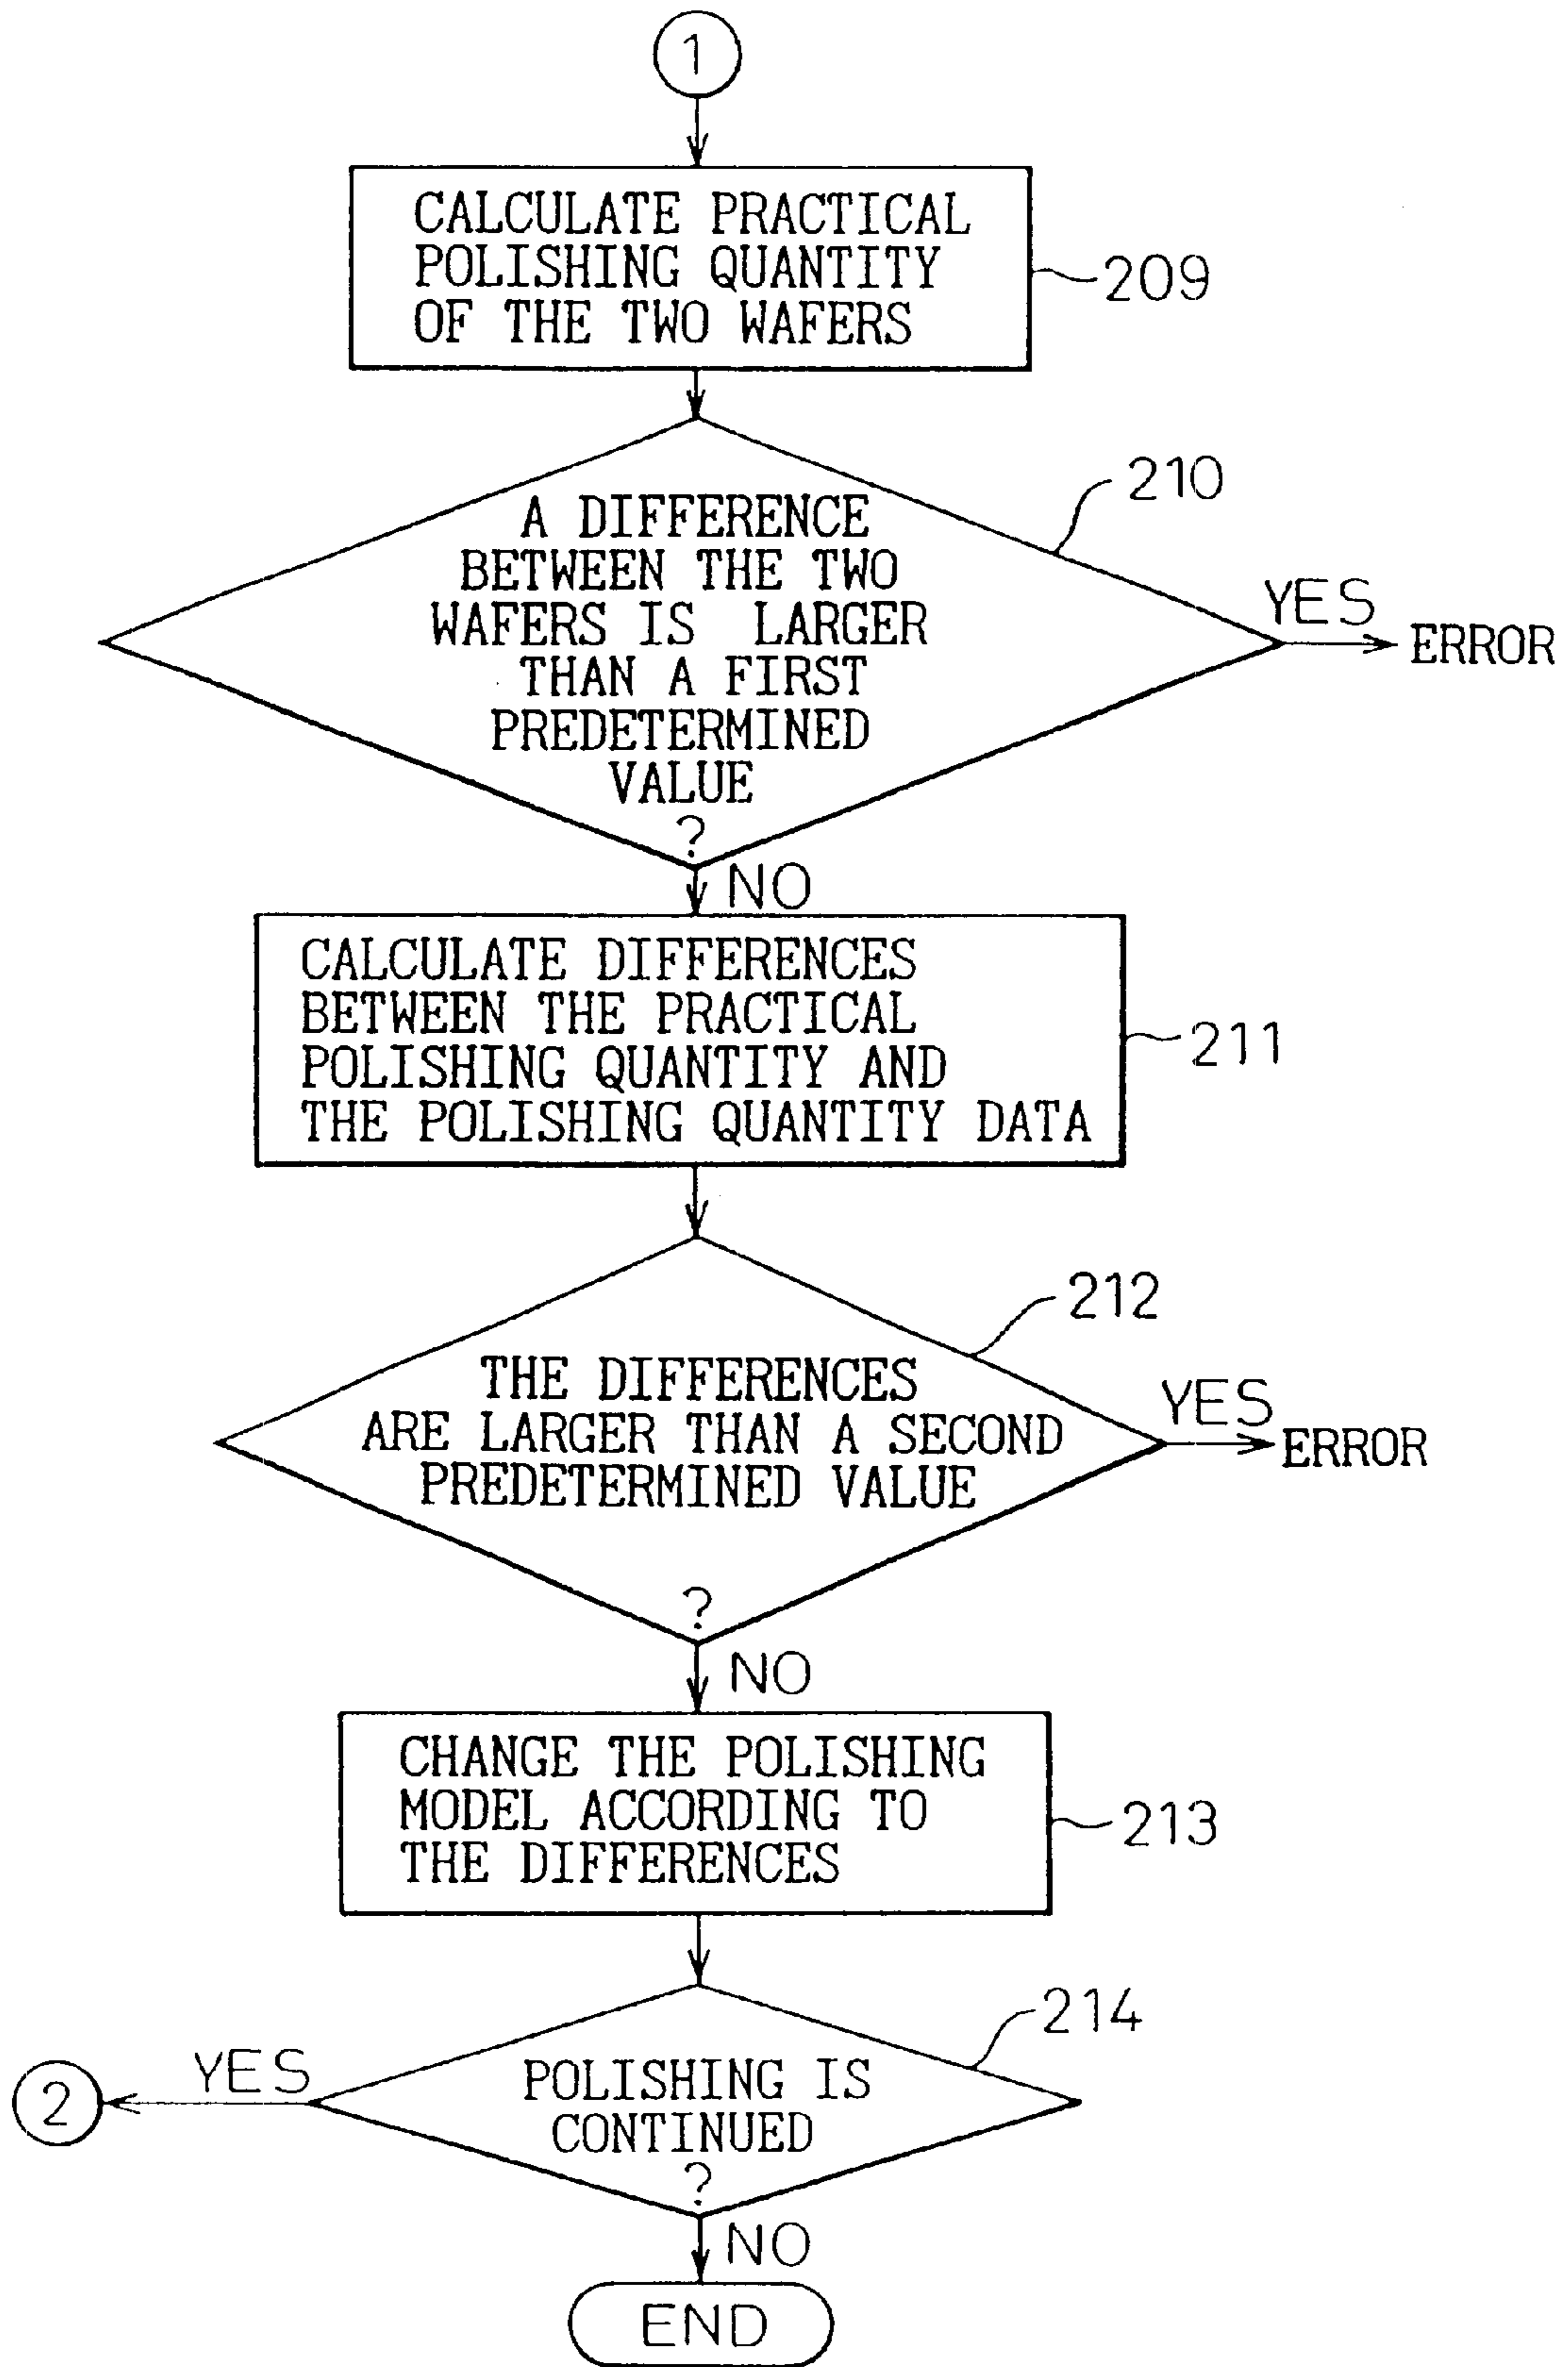 1
CALCULATE PRACTICAL
POLISHING QUANTITY
OF THE TWO WAFERS
209
210
A DIFFERENCE
BETWEEN THE TWO
WAFERS IS LARGER
THAN A FIRST
PREDETERMINED
VALUE
?
YES
ERROR
NO
CALCULATE DIFFERENCES
BETWEEN THE PRACTICAL
POLISHING QUANTITY AND
THE POLISHING QUANTITY DATA
211
212
THE DIFFERENCES
ARE LARGER THAN A SECOND
PREDETERMINED VALUE
?
YES
ERROR
NO
CHANGE THE POLISHING
MODEL ACCORDING TO
THE DIFFERENCES
213
214
POLISHING IS
CONTINUED
?
YES
2
NO
END